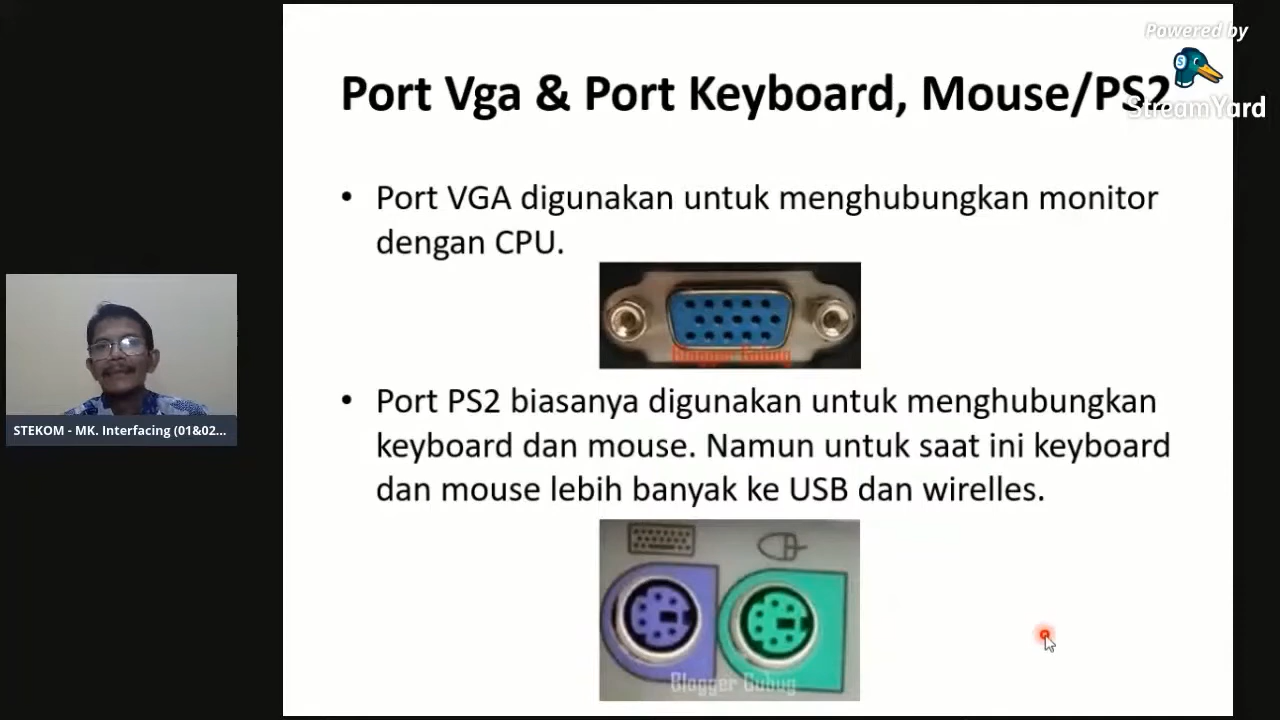 Powered by
StreamYard
Port Vga & Port Keyboard, Mouse/PS2
• Port VGA digunakan untuk menghubungkan monitor
dengan CPU.
Blogger Gubug
• Port PS2 biasanya digunakan untuk menghubungkan
keyboard dan mouse. Namun untuk saat ini keyboard
dan mouse lebih banyak ke USB dan wirelles.
Blogger Gubug
STEKOM - MK. Interfacing (01&02...